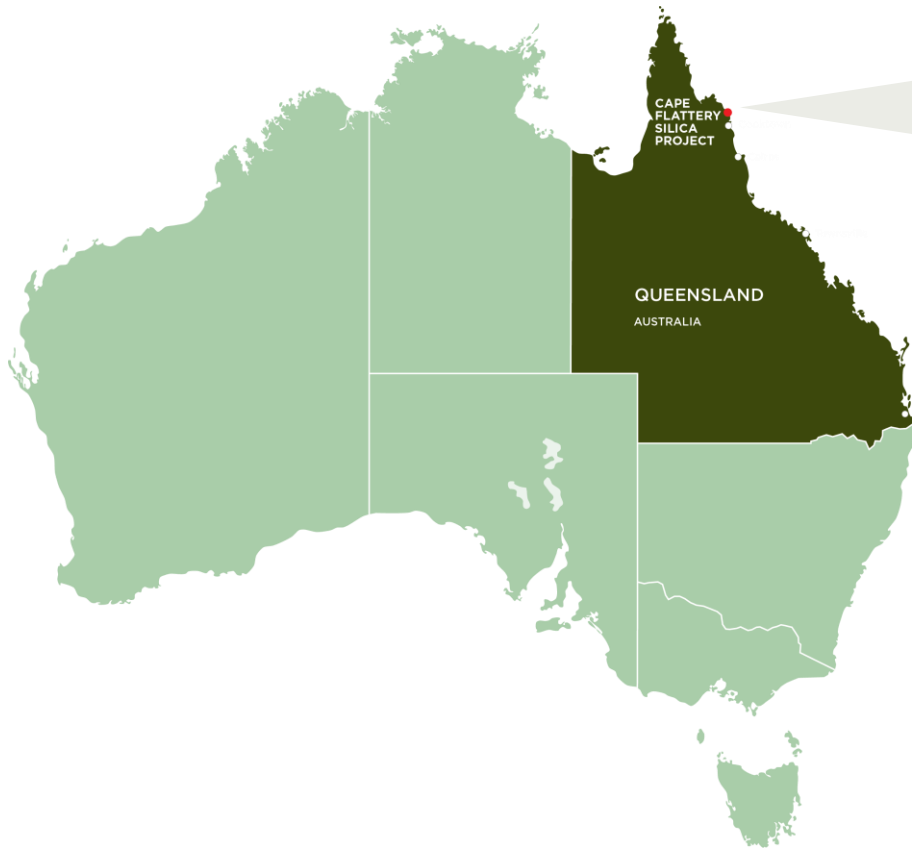 CAPE
FLATTERY
SILICA
PROJECT
QUEENSLAND
AUSTRALIA